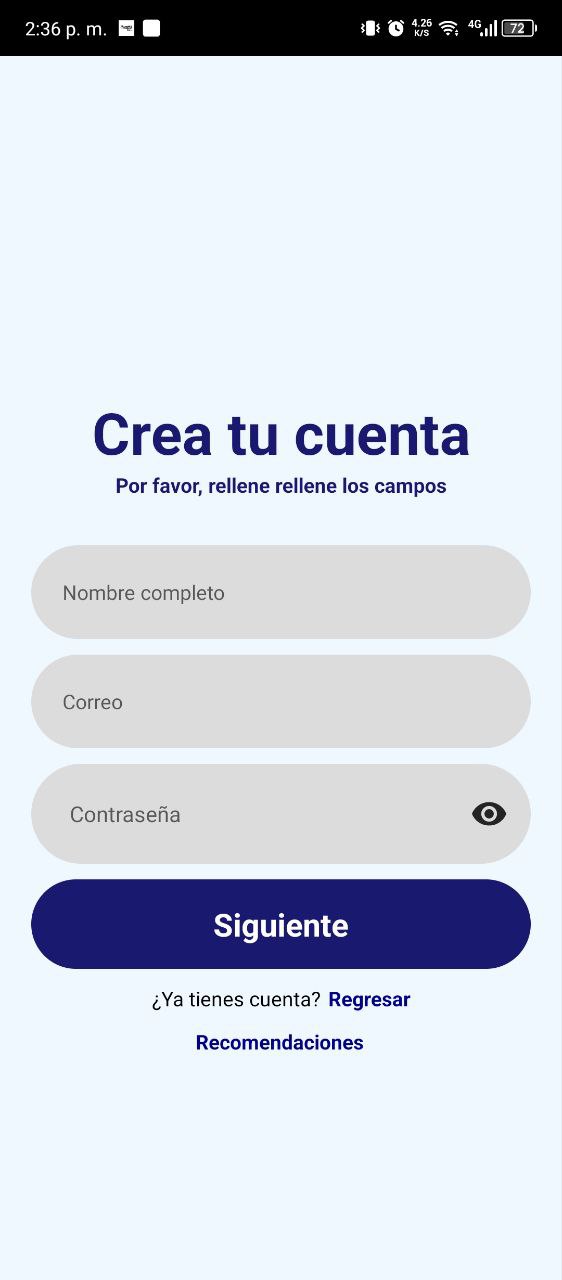 2:36 p. m.
4.26
K/S
4G
72
Crea tu cuenta
Por favor, rellene rellene los campos
Nombre completo
Correo
Contraseña
Siguiente
¿Ya tienes cuenta? Regresar
Recomendaciones